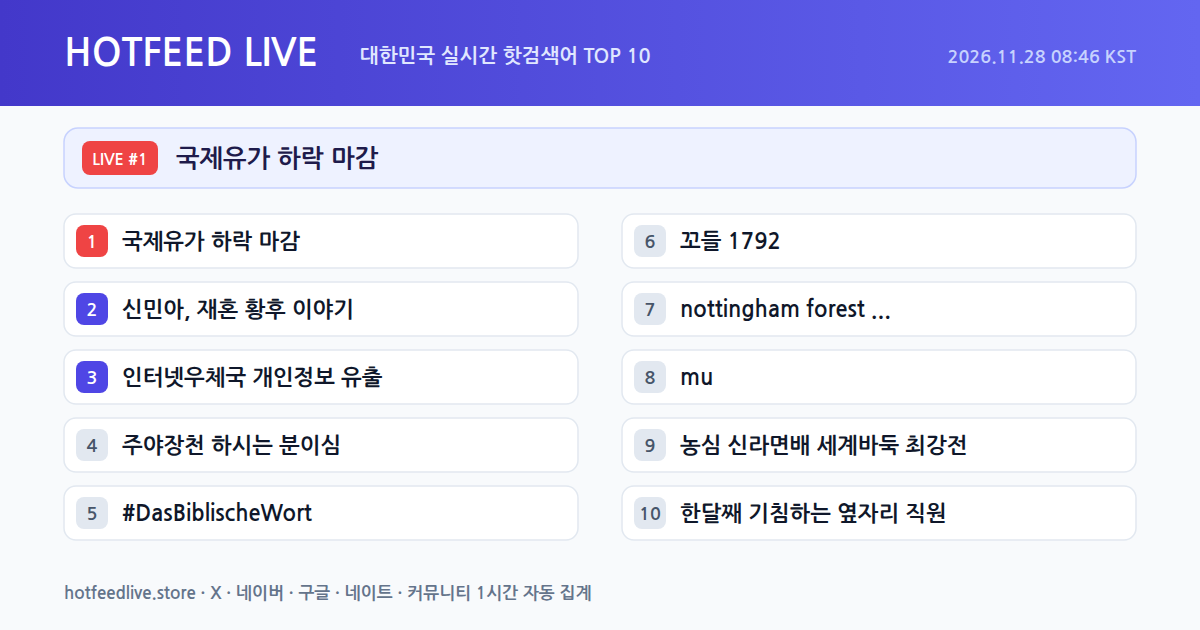 HOTFEED LIVE 대한민국 실시간 핫검색어 TOP 10 2026.11.28 08:46 KST
LIVE #1 국제유가 하락 마감
1 국제유가 하락 마감
2 신민아, 재혼 황후 이야기
3 인터넷우체국 개인정보 유출
4 주야장천 하시는 분이심
5 #DasBiblischeWort
6 꼬들 1792
7 nottingham forest ...
8 mu
9 농심 신라면배 세계바둑 최강전
10 한달째 기침하는 옆자리 직원
hotfeedlive.store · X · 네이버 · 구글 · 네이트 · 커뮤니티 1시간 자동 집계